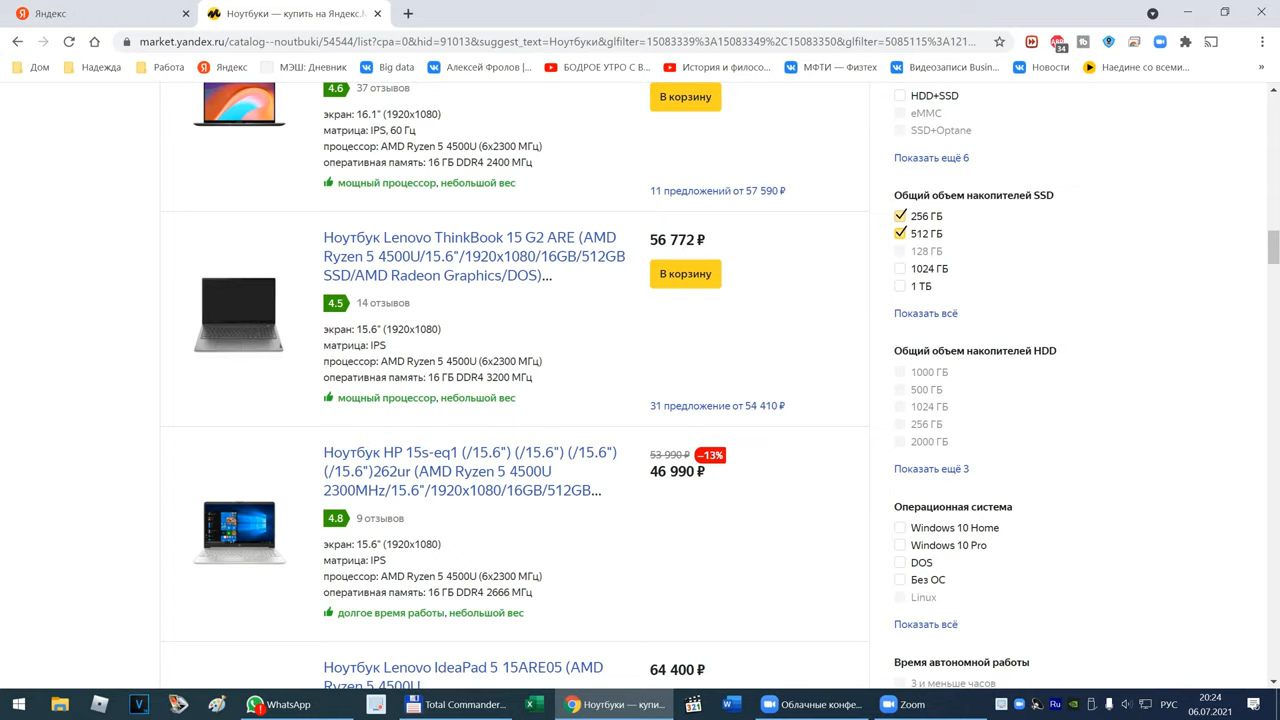 Яндекс
Ноутбуки — купить на Яндекс.М
market.yandex.ru/catalog--noutbuki/54544/list?cpa=0&hid=91013&suggest_text=Ноутбуки&glfilter=15083339%3A15083349%2C15083350&glfilter=5085115%3A121...
34
Дом
Надежда
Работа
Яндекс
МЭШ: Дневник
Big data
Алексей Фролов |...
БОДРОЕ УТРО С В...
История и филосо...
МФТИ — Физтех
Видеозаписи Busin...
Новости
Наедине со всеми...
»
4.6 37 отзывов
экран: 16.1" (1920x1080)
матрица: IPS, 60 Гц
процессор: AMD Ryzen 5 4500U (6x2300 МГц)
оперативная память: 16 ГБ DDR4 2400 МГц
мощный процессор, небольшой вес
В корзину
11 предложений от 57 590 ₽
Ноутбук Lenovo ThinkBook 15 G2 ARE (AMD
Ryzen 5 4500U/15.6"/1920x1080/16GB/512GB
SSD/AMD Radeon Graphics/DOS)...
4.5 14 отзывов
экран: 15.6" (1920x1080)
матрица: IPS
процессор: AMD Ryzen 5 4500U (6x2300 МГц)
оперативная память: 16 ГБ DDR4 3200 МГц
мощный процессор, небольшой вес
56 772 ₽
В корзину
31 предложение от 54 410 ₽
Ноутбук HP 15s-eq1 (/15.6") (/15.6") (/15.6")
(/15.6")262ur (AMD Ryzen 5 4500U
2300MHz/15.6"/1920x1080/16GB/512GB...
4.8 9 отзывов
экран: 15.6" (1920x1080)
матрица: IPS
процессор: AMD Ryzen 5 4500U (6x2300 МГц)
оперативная память: 16 ГБ DDR4 2666 МГц
долгое время работы, небольшой вес
53 990 ₽ –13%
46 990 ₽
Ноутбук Lenovo IdeaPad 5 15ARE05 (AMD
Ryzen 5 4500U
64 400 ₽
HDD+SSD
eMMC
SSD+Optane
Показать ещё 6
Общий объем накопителей SSD
256 ГБ
512 ГБ
128 ГБ
1024 ГБ
1 ТБ
Показать всё
Общий объем накопителей HDD
1000 ГБ
500 ГБ
1024 ГБ
256 ГБ
2000 ГБ
Показать ещё 3
Операционная система
Windows 10 Home
Windows 10 Pro
DOS
Без ОС
Linux
Показать всё
Время автономной работы
3 и меньше часов
WhatsApp
Total Commander...
Ноутбуки — купи...
Облачные конфе...
Zoom
Ru
РУС
20:24
06.07.2021